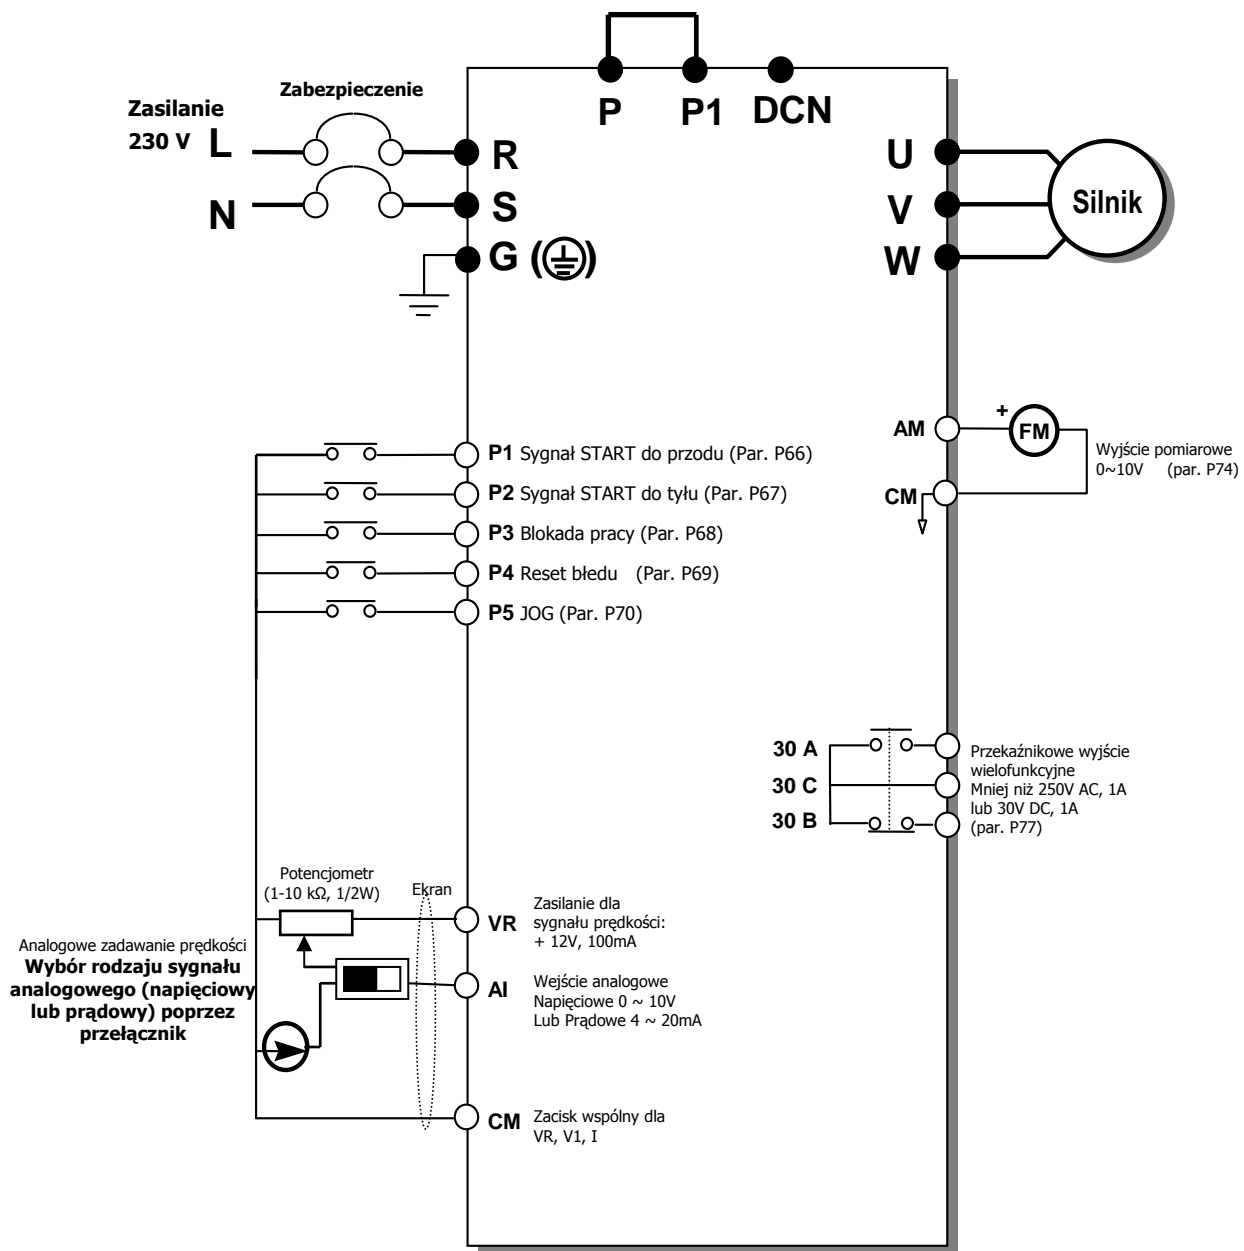 P P1 DCN
Zabezpieczenie
Zasilanie
230 V L
N
R
S
G
U
V
W
Silnik
P1 Sygnał START do przodu (Par. P66)
P2 Sygnał START do tyłu (Par. P67)
P3 Blokada pracy (Par. P68)
P4 Reset błedu (Par. P69)
P5 JOG (Par. P70)
AM
+
FM
CM
Wyjście pomiarowe
0~10V (par. P74)
30 A
30 C
30 B
Przekaźnikowe wyjście
wielofunkcyjne
Mniej niż 250V AC, 1A
lub 30V DC, 1A
(par. P77)
Potencjometr
(1-10 kΩ, 1/2W)
Ekran
Analogowe zadawanie prędkości
Wybór rodzaju sygnału
analogowego (napięciowy
lub prądowy) poprzez
przełącznik
VR
Zasilanie dla
sygnału prędkości:
+ 12V, 100mA
AI
Wejście analogowe
Napięciowe 0 ~ 10V
Lub Prądowe 4 ~ 20mA
CM
Zacisk wspólny dla
VR, V1, I